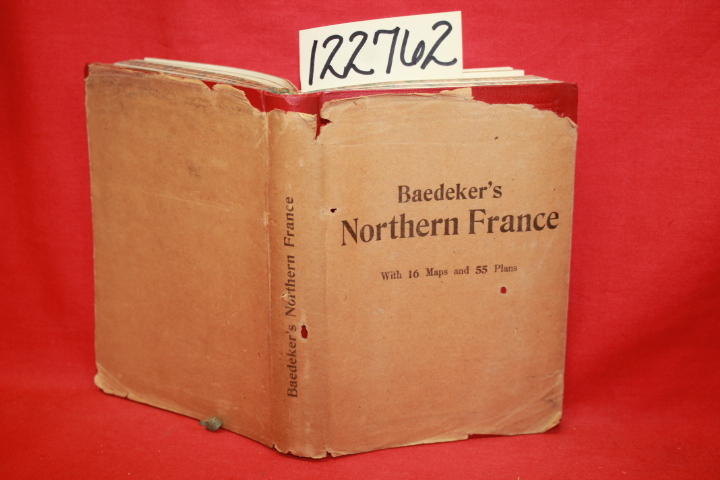 122762
Baedeker's
Northern France
With 16 Maps and 55 Plans
Baedeker's Northern France